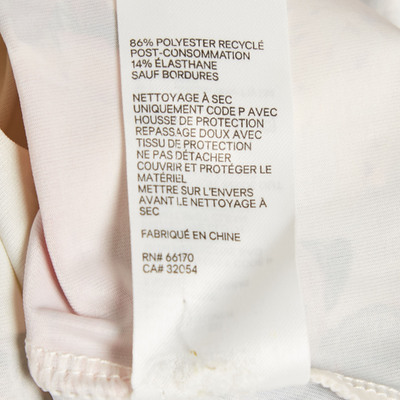 86% POLYESTER RECYCLÉ
POST-CONSOMMATION
14% ÉLASTHANE
SAUF BORDURES
NETTOYAGE À SEC
UNIQUEMENT CODE P AVEC
HOUSSE DE PROTECTION
REPASSAGE DOUX AVEC
TISSU DE PROTECTION
NE PAS DÉTACHER
COUVRIR ET PROTÉGER LE
MATÉRIEL
METTRE SUR L'ENVERS
AVANT LE NETTOYAGE À
SEC
FABRIQUÉ EN CHINE
RN# 66170
CA# 32054